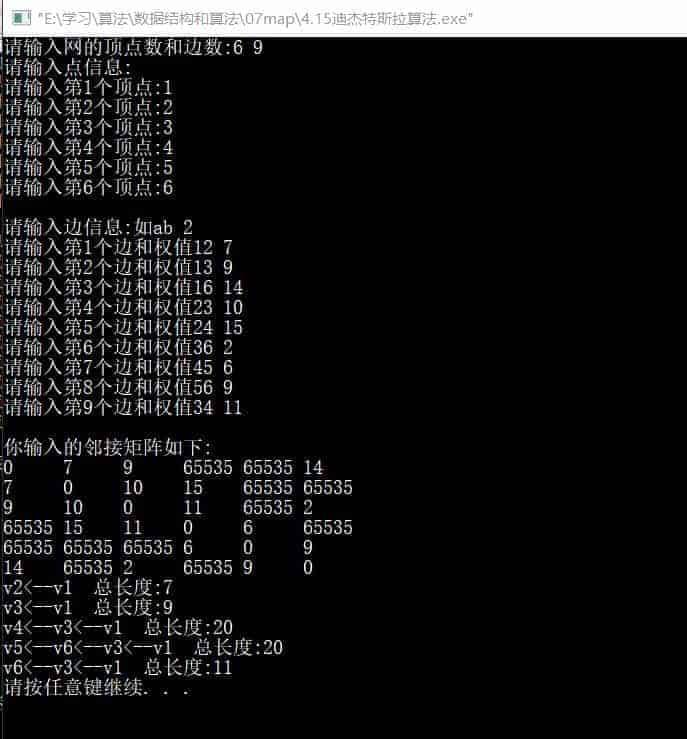 "E:\学习\算法\数据结构和算法\07map\4.15迪杰特斯拉算法.exe"
请输入网的顶点数和边数:6 9
请输入点信息:
请输入第1个顶点:1
请输入第2个顶点:2
请输入第3个顶点:3
请输入第4个顶点:4
请输入第5个顶点:5
请输入第6个顶点:6
请输入边信息:如ab 2
请输入第1个边和权值12 7
请输入第2个边和权值13 9
请输入第3个边和权值16 14
请输入第4个边和权值23 10
请输入第5个边和权值24 15
请输入第6个边和权值36 2
请输入第7个边和权值45 6
请输入第8个边和权值56 9
请输入第9个边和权值34 11
你输入的邻接矩阵如下:
0 7 9 65535 65535 14
7 0 10 15 65535 65535
9 10 0 11 65535 2
65535 15 11 0 6 65535
65535 65535 65535 6 0 9
14 65535 2 65535 9 0
v2<--v1 总长度:7
v3<--v1 总长度:9
v4<--v3<--v1 总长度:20
v5<--v6<--v3<--v1 总长度:20
v6<--v3<--v1 总长度:11
请按任意键继续. . .